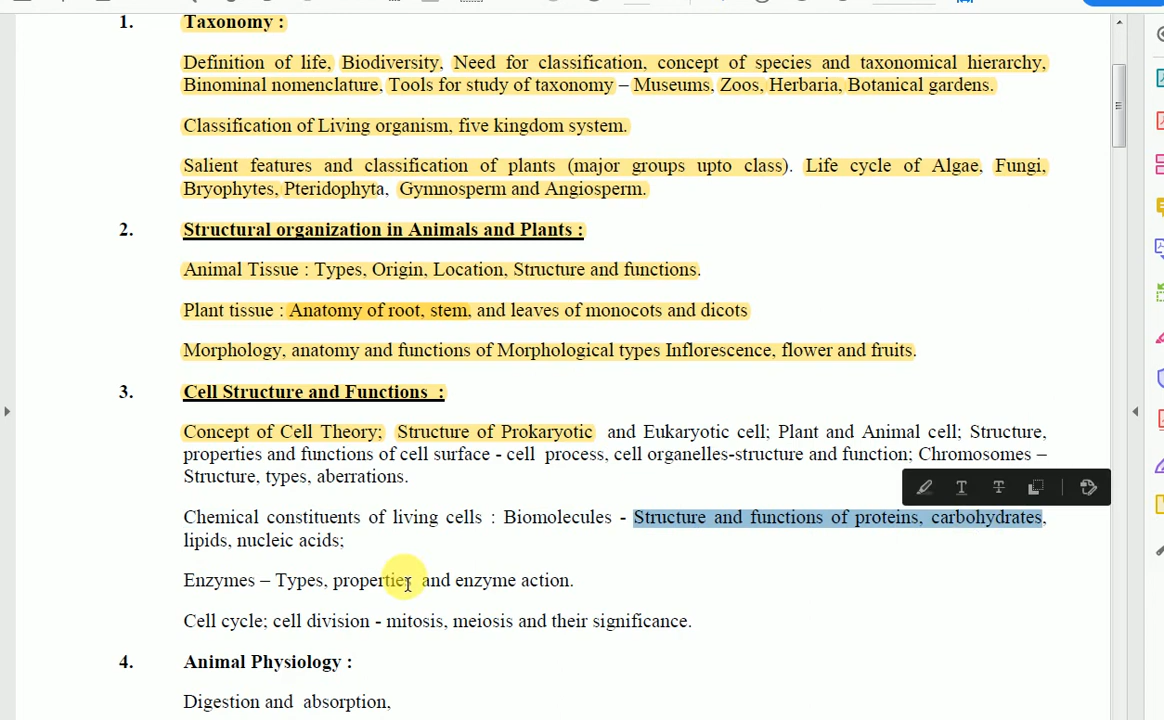 1. Taxonomy :
Definition of life, Biodiversity, Need for classification, concept of species and taxonomical hierarchy,
Binominal nomenclature, Tools for study of taxonomy – Museums, Zoos, Herbaria, Botanical gardens.
Classification of Living organism, five kingdom system.
Salient features and classification of plants (major groups upto class). Life cycle of Algae, Fungi,
Bryophytes, Pteridophyta, Gymnosperm and Angiosperm.
2. Structural organization in Animals and Plants :
Animal Tissue : Types, Origin, Location, Structure and functions.
Plant tissue : Anatomy of root, stem, and leaves of monocots and dicots
Morphology, anatomy and functions of Morphological types Inflorescence, flower and fruits.
3. Cell Structure and Functions :
Concept of Cell Theory; Structure of Prokaryotic and Eukaryotic cell; Plant and Animal cell; Structure,
properties and functions of cell surface - cell process, cell organelles-structure and function; Chromosomes –
Structure, types, aberrations.
Chemical constituents of living cells : Biomolecules - Structure and functions of proteins, carbohydrates,
lipids, nucleic acids;
Enzymes – Types, properties and enzyme action.
Cell cycle; cell division - mitosis, meiosis and their significance.
4. Animal Physiology :
Digestion and absorption,